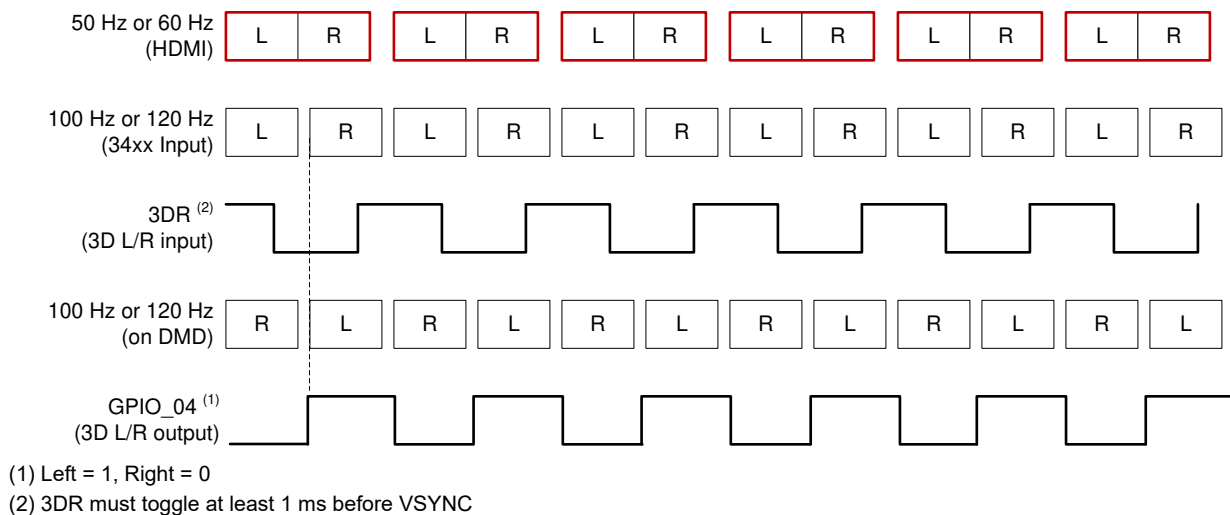 50 Hz or 60 Hz
(HDMI)
L R L R L R L R L R L R
100 Hz or 120 Hz
(34xx Input)
L R L R L R L R L R L R
3DR (2)
(3D L/R input)
100 Hz or 120 Hz
(on DMD)
R L R L R L R L R L R L
GPIO_04 (1)
(3D L/R output)
(1) Left = 1, Right = 0
(2) 3DR must toggle at least 1 ms before VSYNC